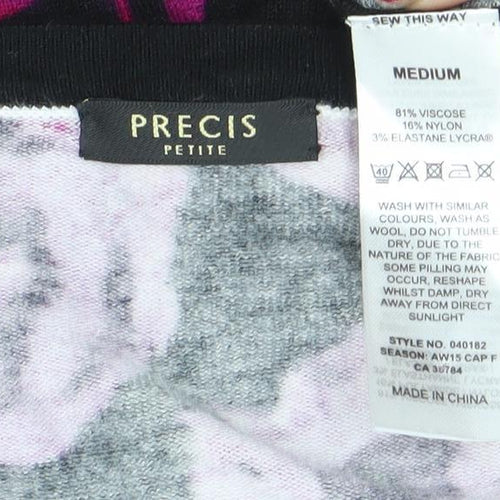 PRECIS
PETITE
SEW THIS WAY
MEDIUM
81% VISCOSE
16% NYLON
3% ELASTANE LYCRA®
40
WASH WITH SIMILAR
COLOURS, WASH AS
WOOL, DO NOT TUMBLE
DRY, DUE TO THE
NATURE OF THE FABRIC
SOME PILLING MAY
OCCUR, RESHAPE
WHILST DAMP, DRY
AWAY FROM DIRECT
SUNLIGHT
STYLE NO. 040182
SEASON: AW15 CAP F
CA 38784
MADE IN CHINA